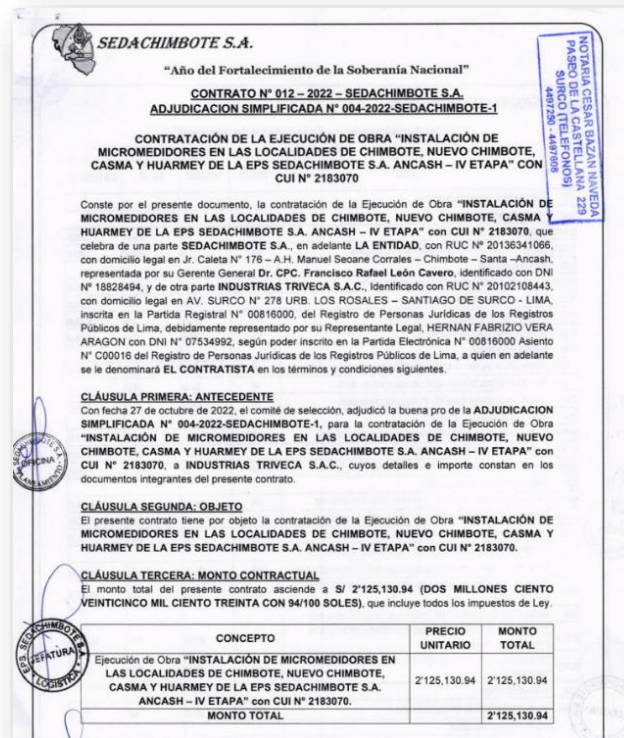 SEDACHIMBOTE S.A.
“Año del Fortalecimiento de la Soberanía Nacional”
CONTRATO N° 012 – 2022 – SEDACHIMBOTE S.A.
ADJUDICACION SIMPLIFICADA N° 004-2022-SEDACHIMBOTE-1
NOTARIA CESAR BAZAN NAVEDA
PASEO DE LA CASTELLANA 229
SURCO (TELEFONOS)
4497250 - 4497608
CONTRATACIÓN DE LA EJECUCIÓN DE OBRA “INSTALACIÓN DE
MICROMEDIDORES EN LAS LOCALIDADES DE CHIMBOTE, NUEVO CHIMBOTE,
CASMA Y HUARMEY DE LA EPS SEDACHIMBOTE S.A. ANCASH – IV ETAPA” CON
CUI N° 2183070
Conste por el presente documento, la contratación de la Ejecución de Obra “INSTALACIÓN DE
MICROMEDIDORES EN LAS LOCALIDADES DE CHIMBOTE, NUEVO CHIMBOTE, CASMA Y
HUARMEY DE LA EPS SEDACHIMBOTE S.A. ANCASH – IV ETAPA” con CUI N° 2183070, que
celebra de una parte SEDACHIMBOTE S.A., en adelante LA ENTIDAD, con RUC Nº 20136341066,
con domicilio legal en Jr. Caleta N° 176 – A.H. Manuel Seoane Corrales – Chimbote – Santa –Ancash,
representada por su Gerente General Dr. CPC. Francisco Rafael León Cavero, identificado con DNI
Nº 18828494, y de otra parte INDUSTRIAS TRIVECA S.A.C., Identificado con RUC N° 20102108443,
con domicilio legal en AV. SURCO N° 278 URB. LOS ROSALES – SANTIAGO DE SURCO - LIMA,
inscrita en la Partida Registral N° 00816000, del Registro de Personas Jurídicas de los Registros
Públicos de Lima, debidamente representado por su Representante Legal, HERNAN FABRIZIO VERA
ARAGON con DNI N° 07534992, según poder inscrito en la Partida Electrónica N° 00816000 Asiento
N° C00016 del Registro de Personas Jurídicas de los Registros Públicos de Lima, a quien en adelante
se le denominará EL CONTRATISTA en los términos y condiciones siguientes.
CLÁUSULA PRIMERA: ANTECEDENTE
Con fecha 27 de octubre de 2022, el comité de selección, adjudicó la buena pro de la ADJUDICACION
SIMPLIFICADA N° 004-2022-SEDACHIMBOTE-1, para la contratación de la Ejecución de Obra
“INSTALACIÓN DE MICROMEDIDORES EN LAS LOCALIDADES DE CHIMBOTE, NUEVO
CHIMBOTE, CASMA Y HUARMEY DE LA EPS SEDACHIMBOTE S.A. ANCASH – IV ETAPA” con
CUI N° 2183070, a INDUSTRIAS TRIVECA S.A.C., cuyos detalles e importe constan en los
documentos integrantes del presente contrato.
OFICINA
CLÁUSULA SEGUNDA: OBJETO
El presente contrato tiene por objeto la contratación de la Ejecución de Obra “INSTALACIÓN DE
MICROMEDIDORES EN LAS LOCALIDADES DE CHIMBOTE, NUEVO CHIMBOTE, CASMA Y
HUARMEY DE LA EPS SEDACHIMBOTE S.A. ANCASH – IV ETAPA” con CUI N° 2183070.
CLÁUSULA TERCERA: MONTO CONTRACTUAL
El monto total del presente contrato asciende a S/ 2'125,130.94 (DOS MILLONES CIENTO
VEINTICINCO MIL CIENTO TREINTA CON 94/100 SOLES), que incluye todos los impuestos de Ley.
EPS. SEDACHIMBOTE S.A.
JEFATURA
LOGISTICA
CONCEPTO PRECIO UNITARIO MONTO TOTAL
Ejecución de Obra “INSTALACIÓN DE MICROMEDIDORES EN
LAS LOCALIDADES DE CHIMBOTE, NUEVO CHIMBOTE,
CASMA Y HUARMEY DE LA EPS SEDACHIMBOTE S.A.
ANCASH – IV ETAPA” con CUI N° 2183070.
2'125,130.94 2'125,130.94
MONTO TOTAL 2'125,130.94